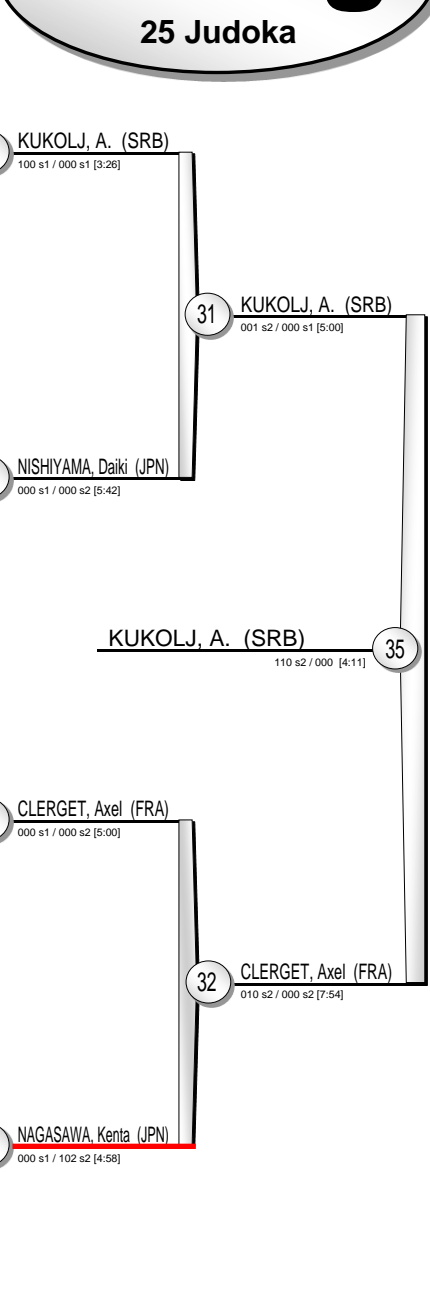 25 Judoka
KUKOLJ, A. (SRB)
100 s1 / 000 s1 [3:26]
31
KUKOLJ, A. (SRB)
001 s2 / 000 s1 [5:00]
NISHIYAMA, Daiki (JPN)
000 s1 / 000 s2 [5:42]
KUKOLJ, A. (SRB)
35
110 s2 / 000 [4:11]
CLERGET, Axel (FRA)
000 s1 / 000 s2 [5:00]
32
CLERGET, Axel (FRA)
010 s2 / 000 s2 [7:54]
NAGASAWA, Kenta (JPN)
000 s1 / 102 s2 [4:58]